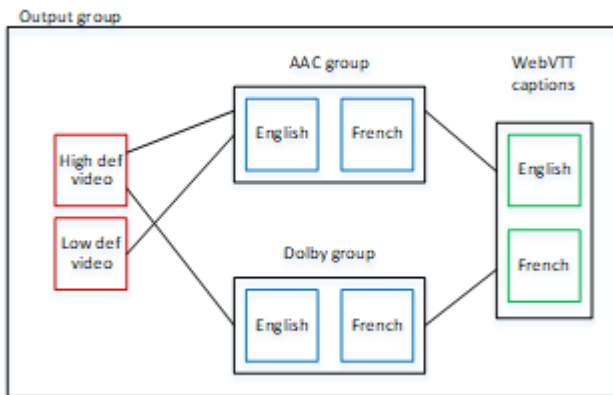 Output group
AAC group
WebVTT
captions
English
French
High def
video
English
Low def
video
Dolby group
French
English
French